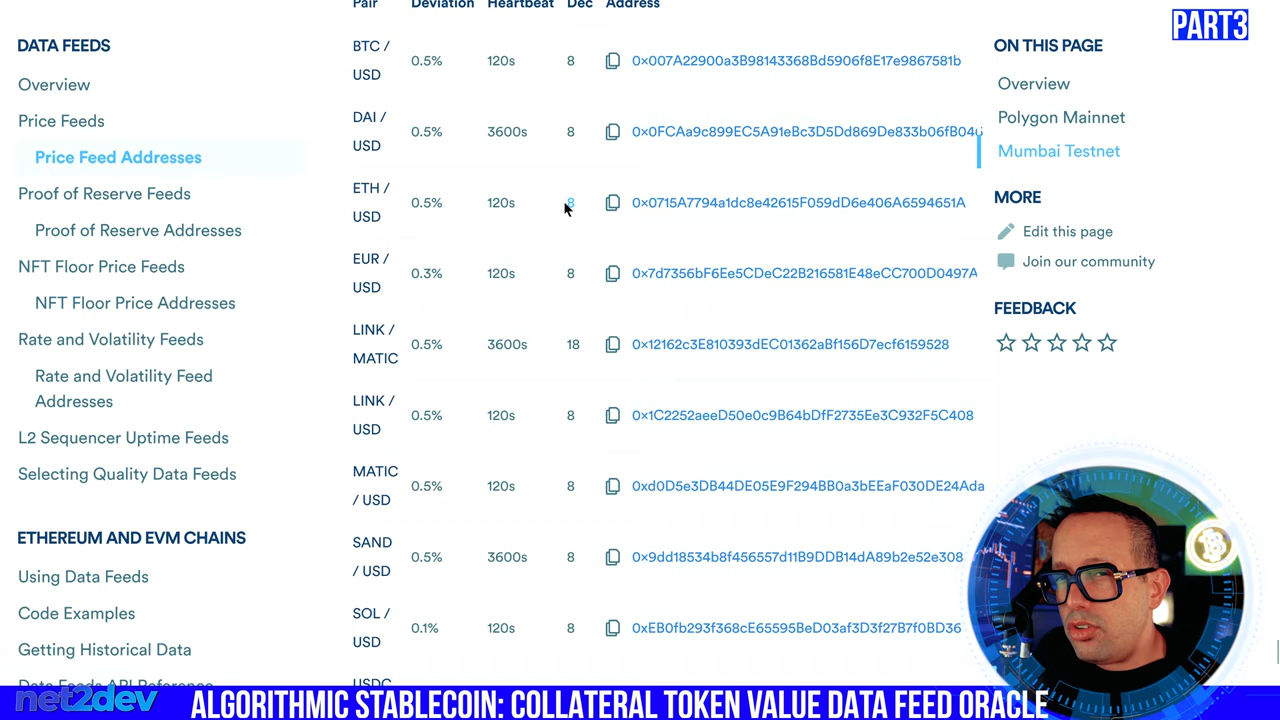 PART3
DATA FEEDS
Overview
Price Feeds
Price Feed Addresses
Proof of Reserve Feeds
Proof of Reserve Addresses
NFT Floor Price Feeds
NFT Floor Price Addresses
Rate and Volatility Feeds
Rate and Volatility Feed
Addresses
L2 Sequencer Uptime Feeds
Selecting Quality Data Feeds
ETHEREUM AND EVM CHAINS
Using Data Feeds
Code Examples
Getting Historical Data
Data Feeds API Reference
Pair Deviation Heartbeat Dec Address
BTC / USD 0.5% 120s 8 0x007A22900a3B98143368Bd5906f8E17e9867581b
DAI / USD 0.5% 3600s 8 0x0FCAa9c899EC5A91eBc3D5Dd869De833b06fB04
ETH / USD 0.5% 120s 8 0x0715A7794a1dc8e42615F059dD6e406A6594651A
EUR / USD 0.3% 120s 8 0x7d7356bF6Ee5CDeC22B216581E48eCC700D0497A
LINK / MATIC 0.5% 3600s 18 0x12162c3E810393dEC01362aBf156D7ecf6159528
LINK / USD 0.5% 120s 8 0x1C2252aeeD50e0c9B64bDfF2735Ee3C932F5C408
MATIC / USD 0.5% 120s 8 0xd0D5e3DB44DE05E9F294BB0a3bEEaF030DE24Ada
SAND / USD 0.5% 3600s 8 0x9dd18534b8f456557d11B9DDB14dA89b2e52e308
SOL / USD 0.1% 120s 8 0xEB0fb293f368cE65595BeD03af3D3f27B7f0BD36
USDC
ON THIS PAGE
Overview
Polygon Mainnet
Mumbai Testnet
MORE
Edit this page
Join our community
FEEDBACK
net2dev
ALGORITHMIC STABLECOIN: COLLATERAL TOKEN VALUE DATA FEED ORACLE